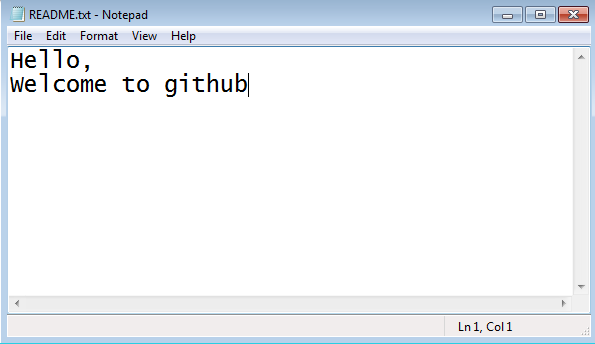 README.txt - Notepad
File Edit Format View Help
Hello,
Welcome to github
Ln 1, Col 1